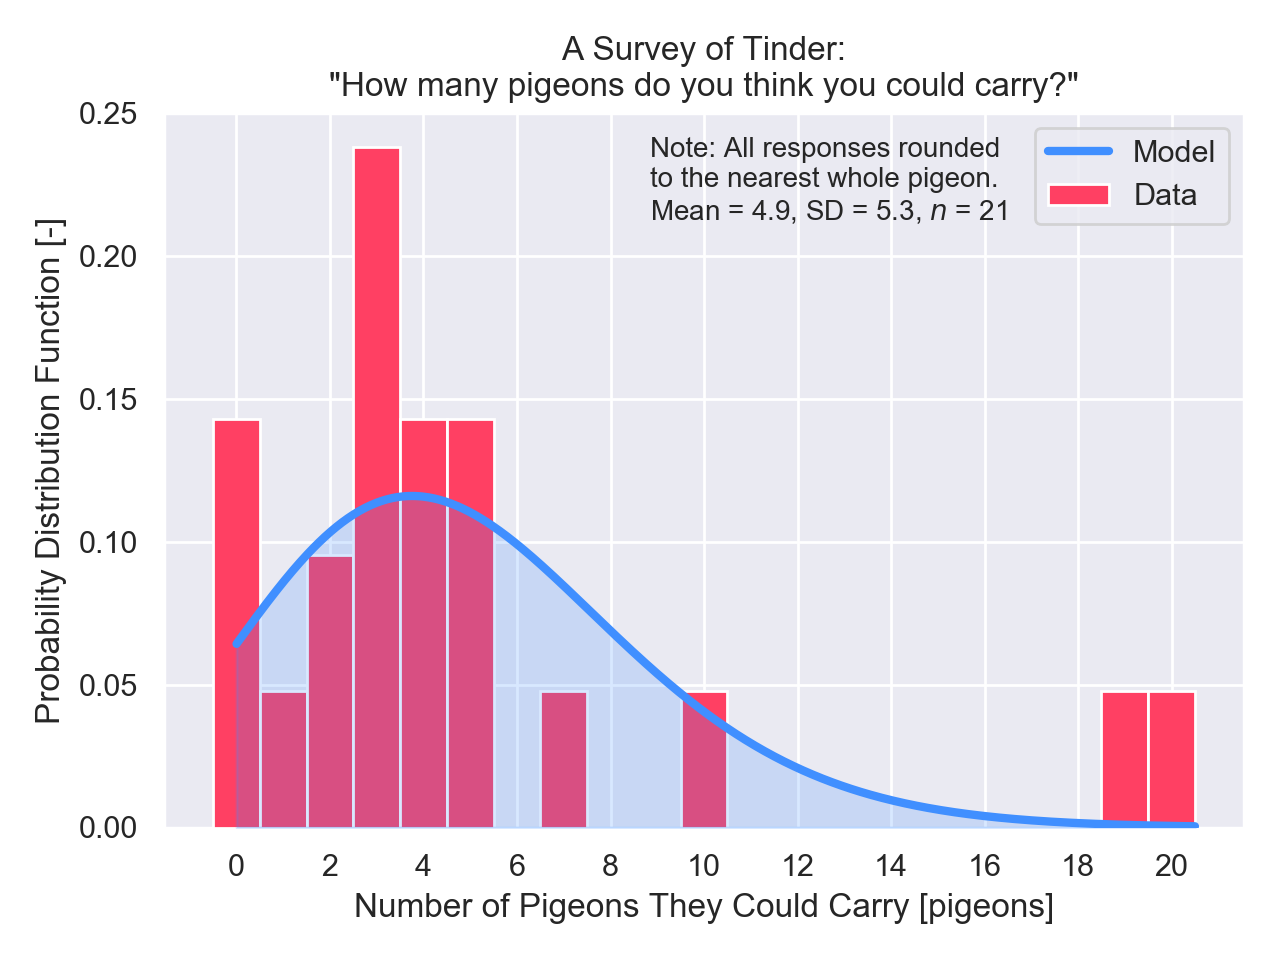 A Survey of Tinder:
"How many pigeons do you think you could carry?"
Note: All responses rounded
to the nearest whole pigeon.
Mean = 4.9, SD = 5.3, n = 21
Model
Data
Probability Distribution Function [-]
0.25
0.20
0.15
0.10
0.05
0.00
0 2 4 6 8 10 12 14 16 18 20
Number of Pigeons They Could Carry [pigeons]